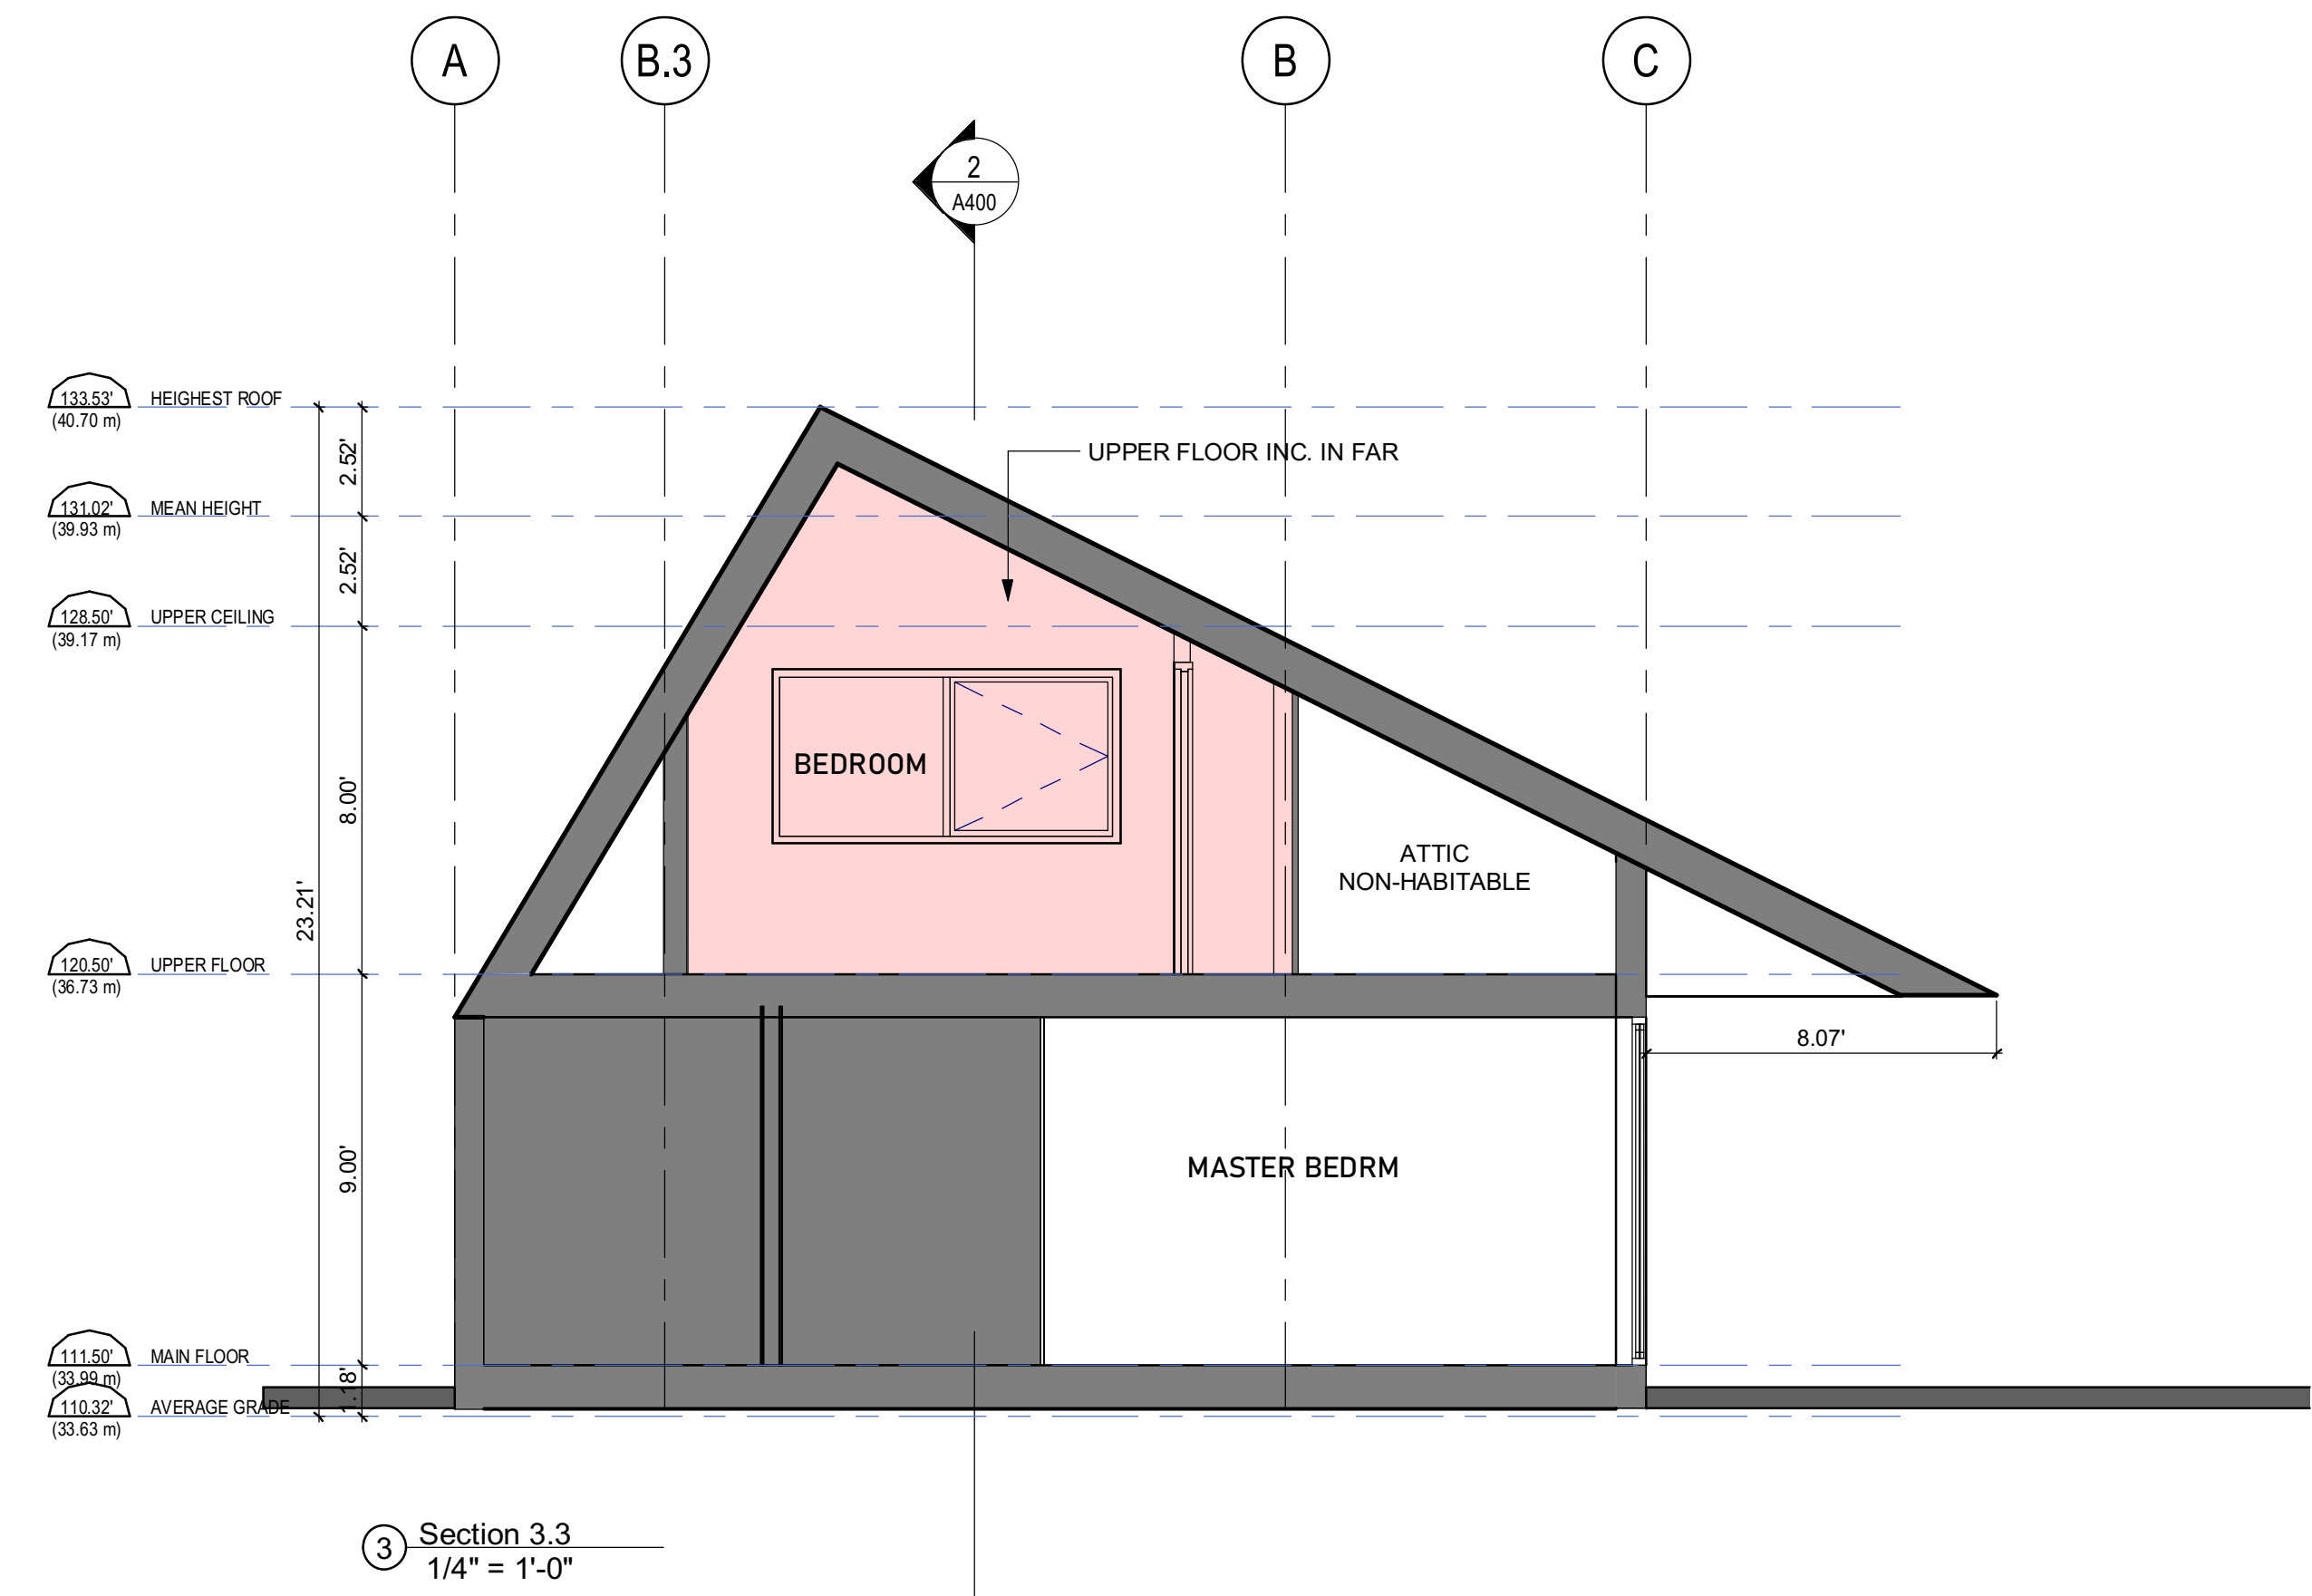 A
B.3
B
C
2
A400
133.53' HEIGHEST ROOF
(40.70 m)
2.52'
UPPER FLOOR INC. IN FAR
131.02' MEAN HEIGHT
(39.93 m)
2.52'
128.50' UPPER CEILING
(39.17 m)
BEDROOM
8.00'
ATTIC
NON-HABITABLE
23.21'
120.50' UPPER FLOOR
(36.73 m)
8.07'
9.00'
MASTER BEDRM
111.50' MAIN FLOOR
(33.99 m)
1.18'
110.32' AVERAGE GRADE
(33.63 m)
3 Section 3.3
1/4" = 1'-0"